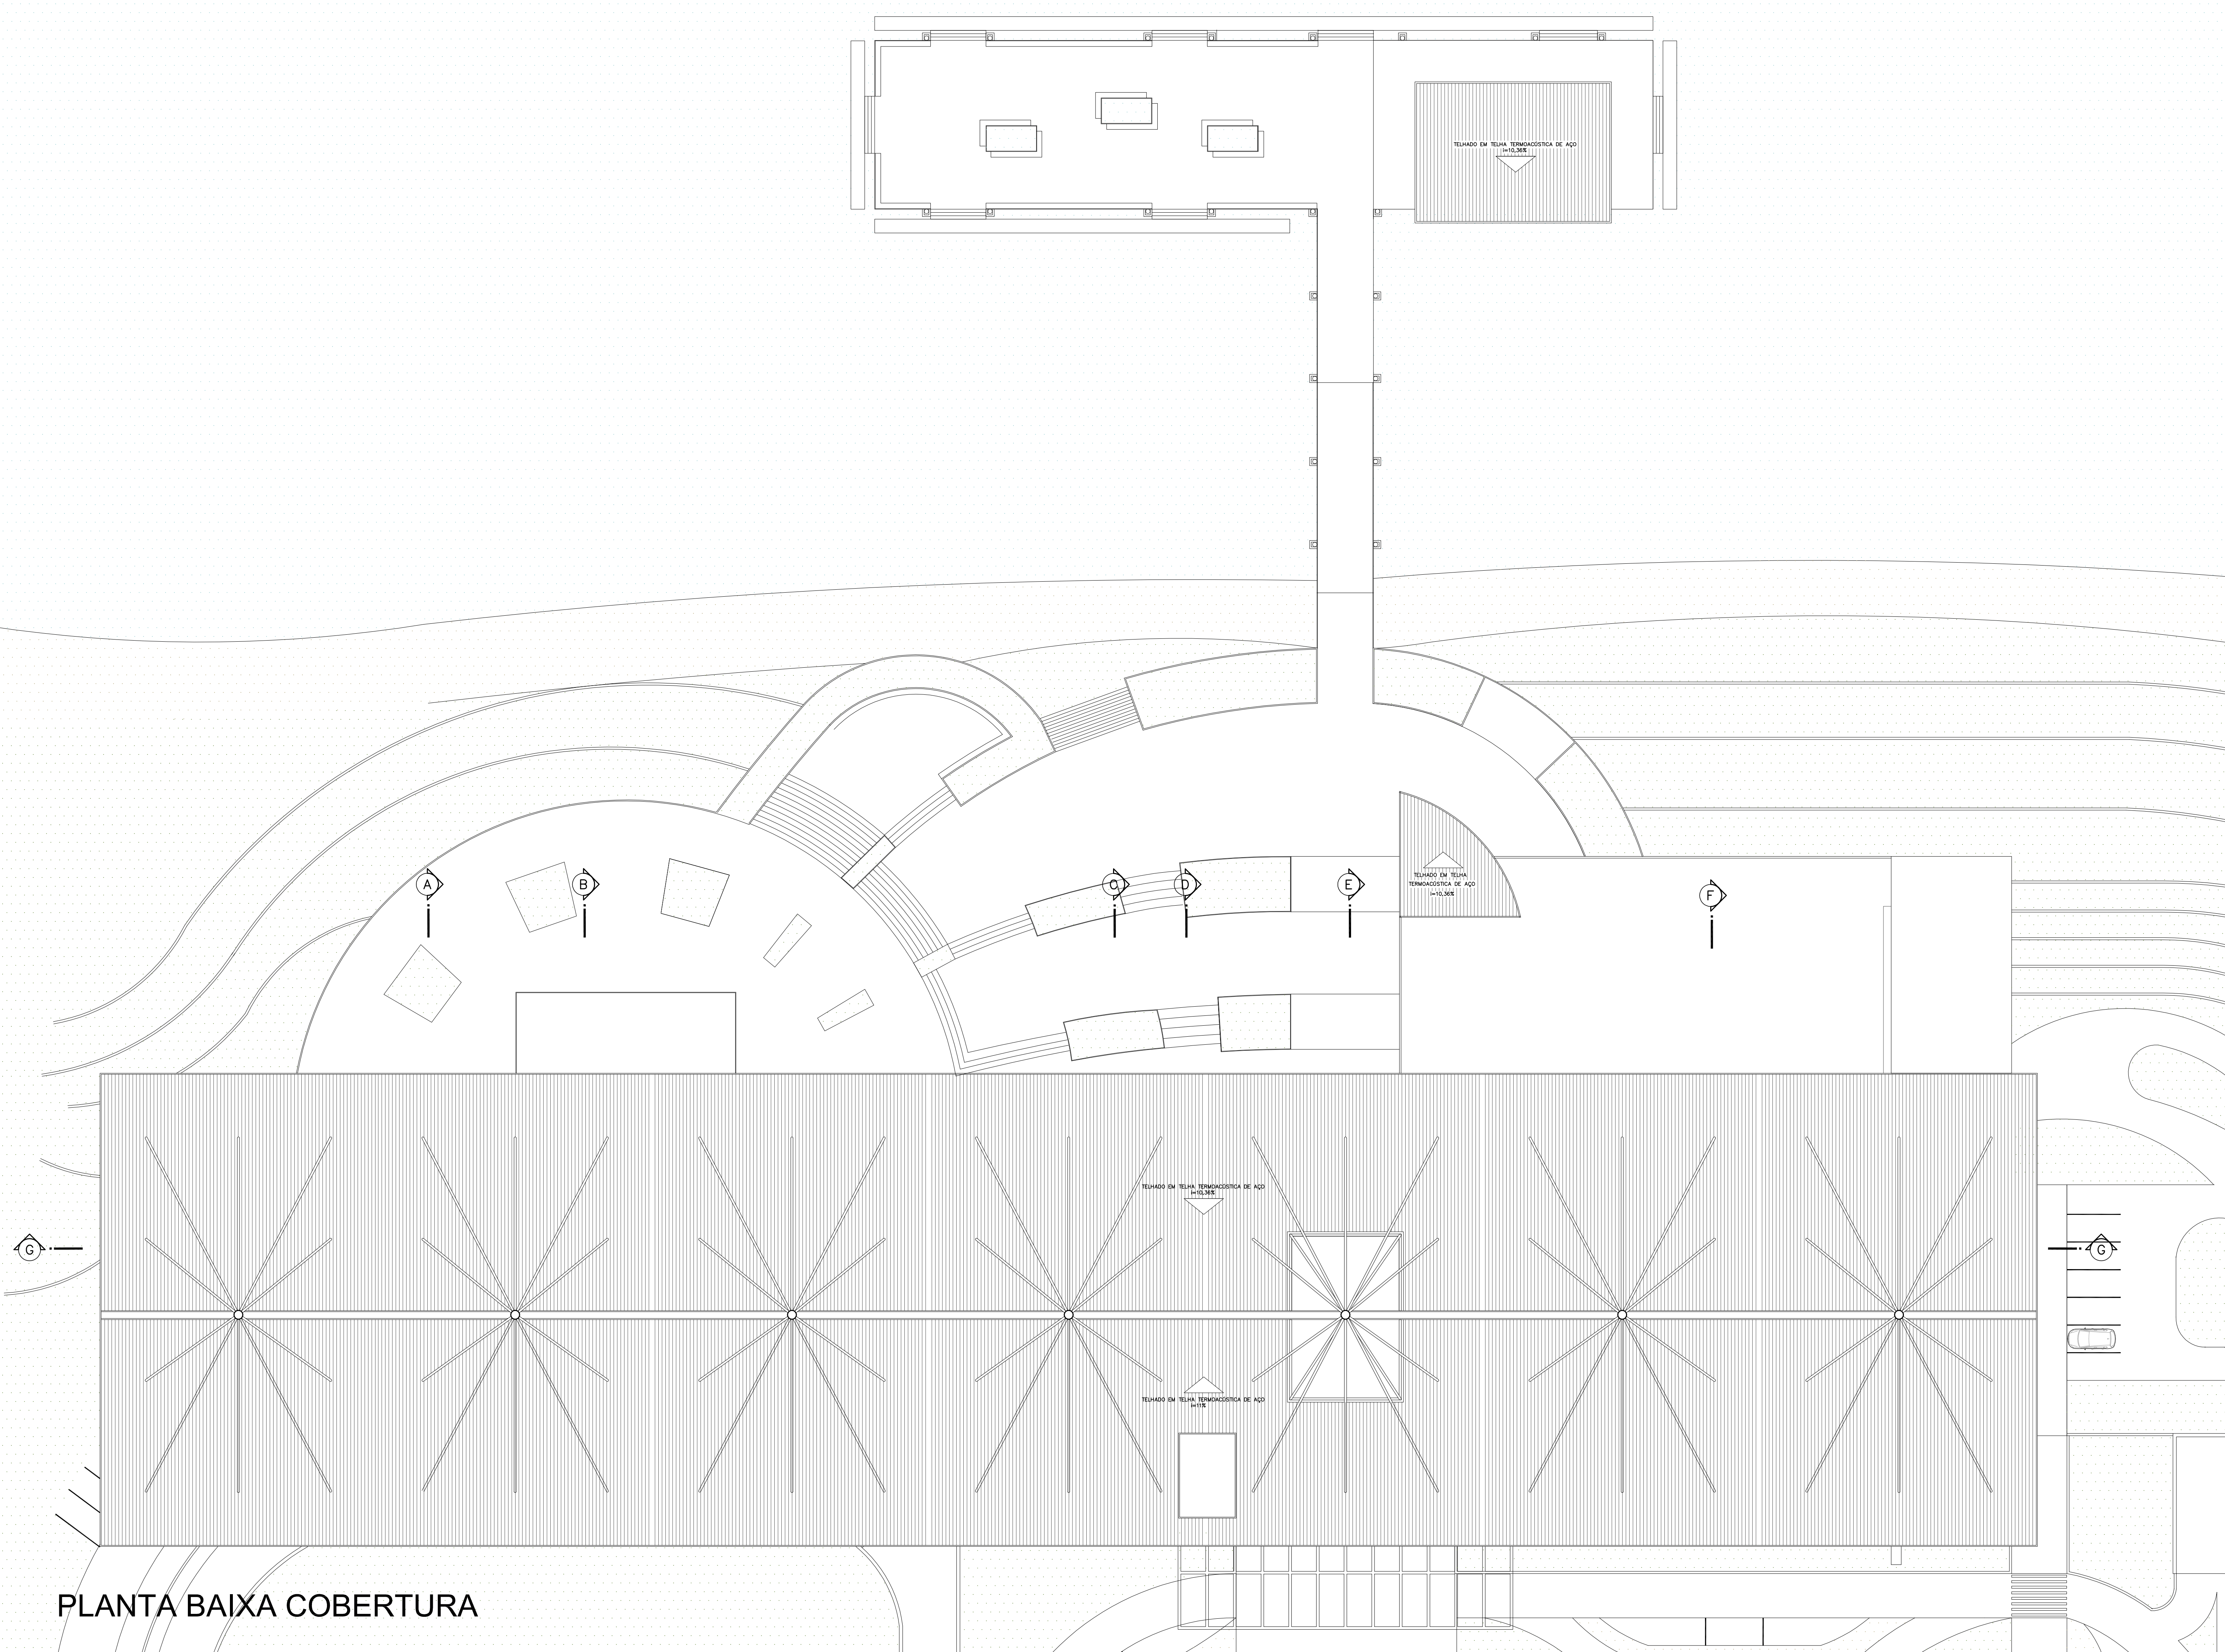 TELHADO EM TELHA TERMOACÚSTICA DE AÇO
i=10,36%
A
B
C
D
E
F
TELHADO EM TELHA
TERMOACÚSTICA DE AÇO
i=10,36%
TELHADO EM TELHA TERMOACÚSTICA DE AÇO
i=10,36%
G
G
TELHADO EM TELHA TERMOACÚSTICA DE AÇO
i=11%
PLANTA BAIXA COBERTURA